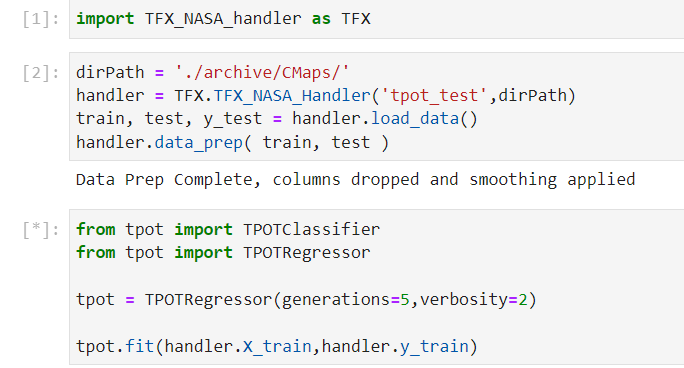 [1]: import TFX_NASA_handler as TFX
[2]: dirPath = './archive/CMaps/'
handler = TFX.TFX_NASA_Handler('tpot_test',dirPath)
train, test, y_test = handler.load_data()
handler.data_prep( train, test )
Data Prep Complete, columns dropped and smoothing applied
[*]: from tpot import TPOTClassifier
from tpot import TPOTRegressor
tpot = TPOTRegressor(generations=5,verbosity=2)
tpot.fit(handler.X_train,handler.y_train)